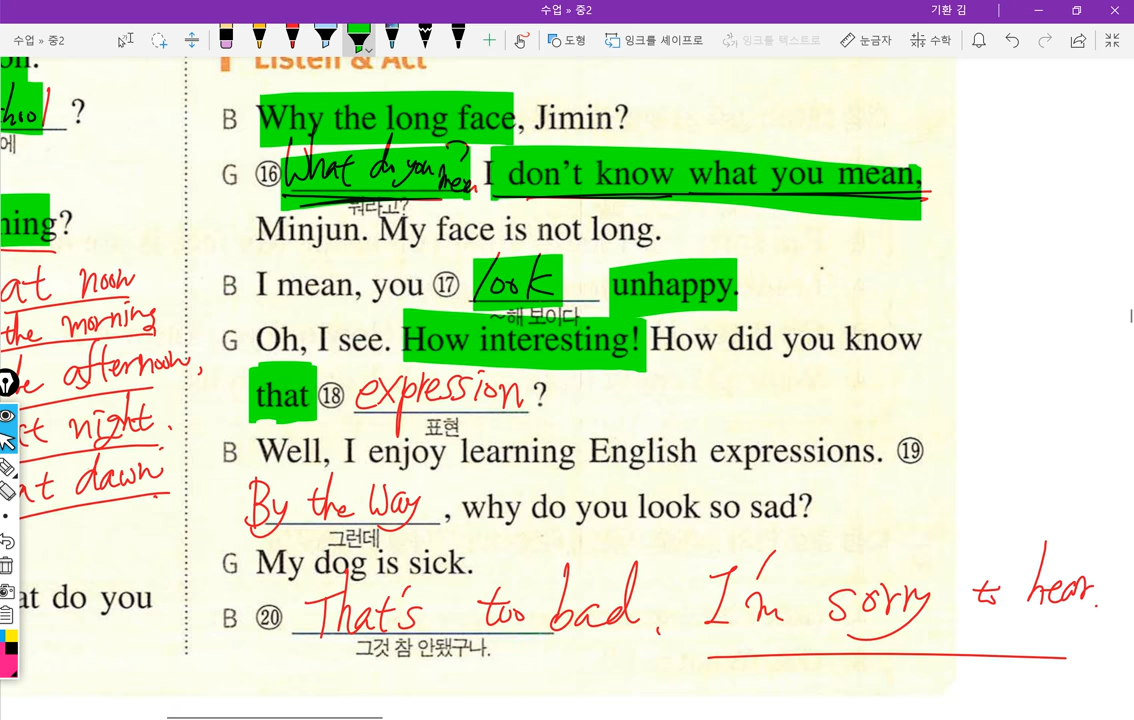 수업 » 중2
기환 김
수업 » 중2
도형
잉크를 셰이프로
잉크를 텍스트로
눈금자
수학
on.
Listen & Act
?
에
B Why the long face, Jimin?
G ⑯ What do you mean? I don't know what you mean,
뭐라고?
ning?
Minjun. My face is not long.
at noon
B I mean, you ⑰ look unhappy.
~해 보이다
the morning
G Oh, I see. How interesting! How did you know
the afternoon,
that ⑱ expression ?
표현
at night.
B Well, I enjoy learning English expressions. ⑲
at dawn
By the way, why do you look so sad?
그런데
G My dog is sick.
at do you
B ⑳ That's too bad. I'm sorry to hear.
그것 참 안됐구나.